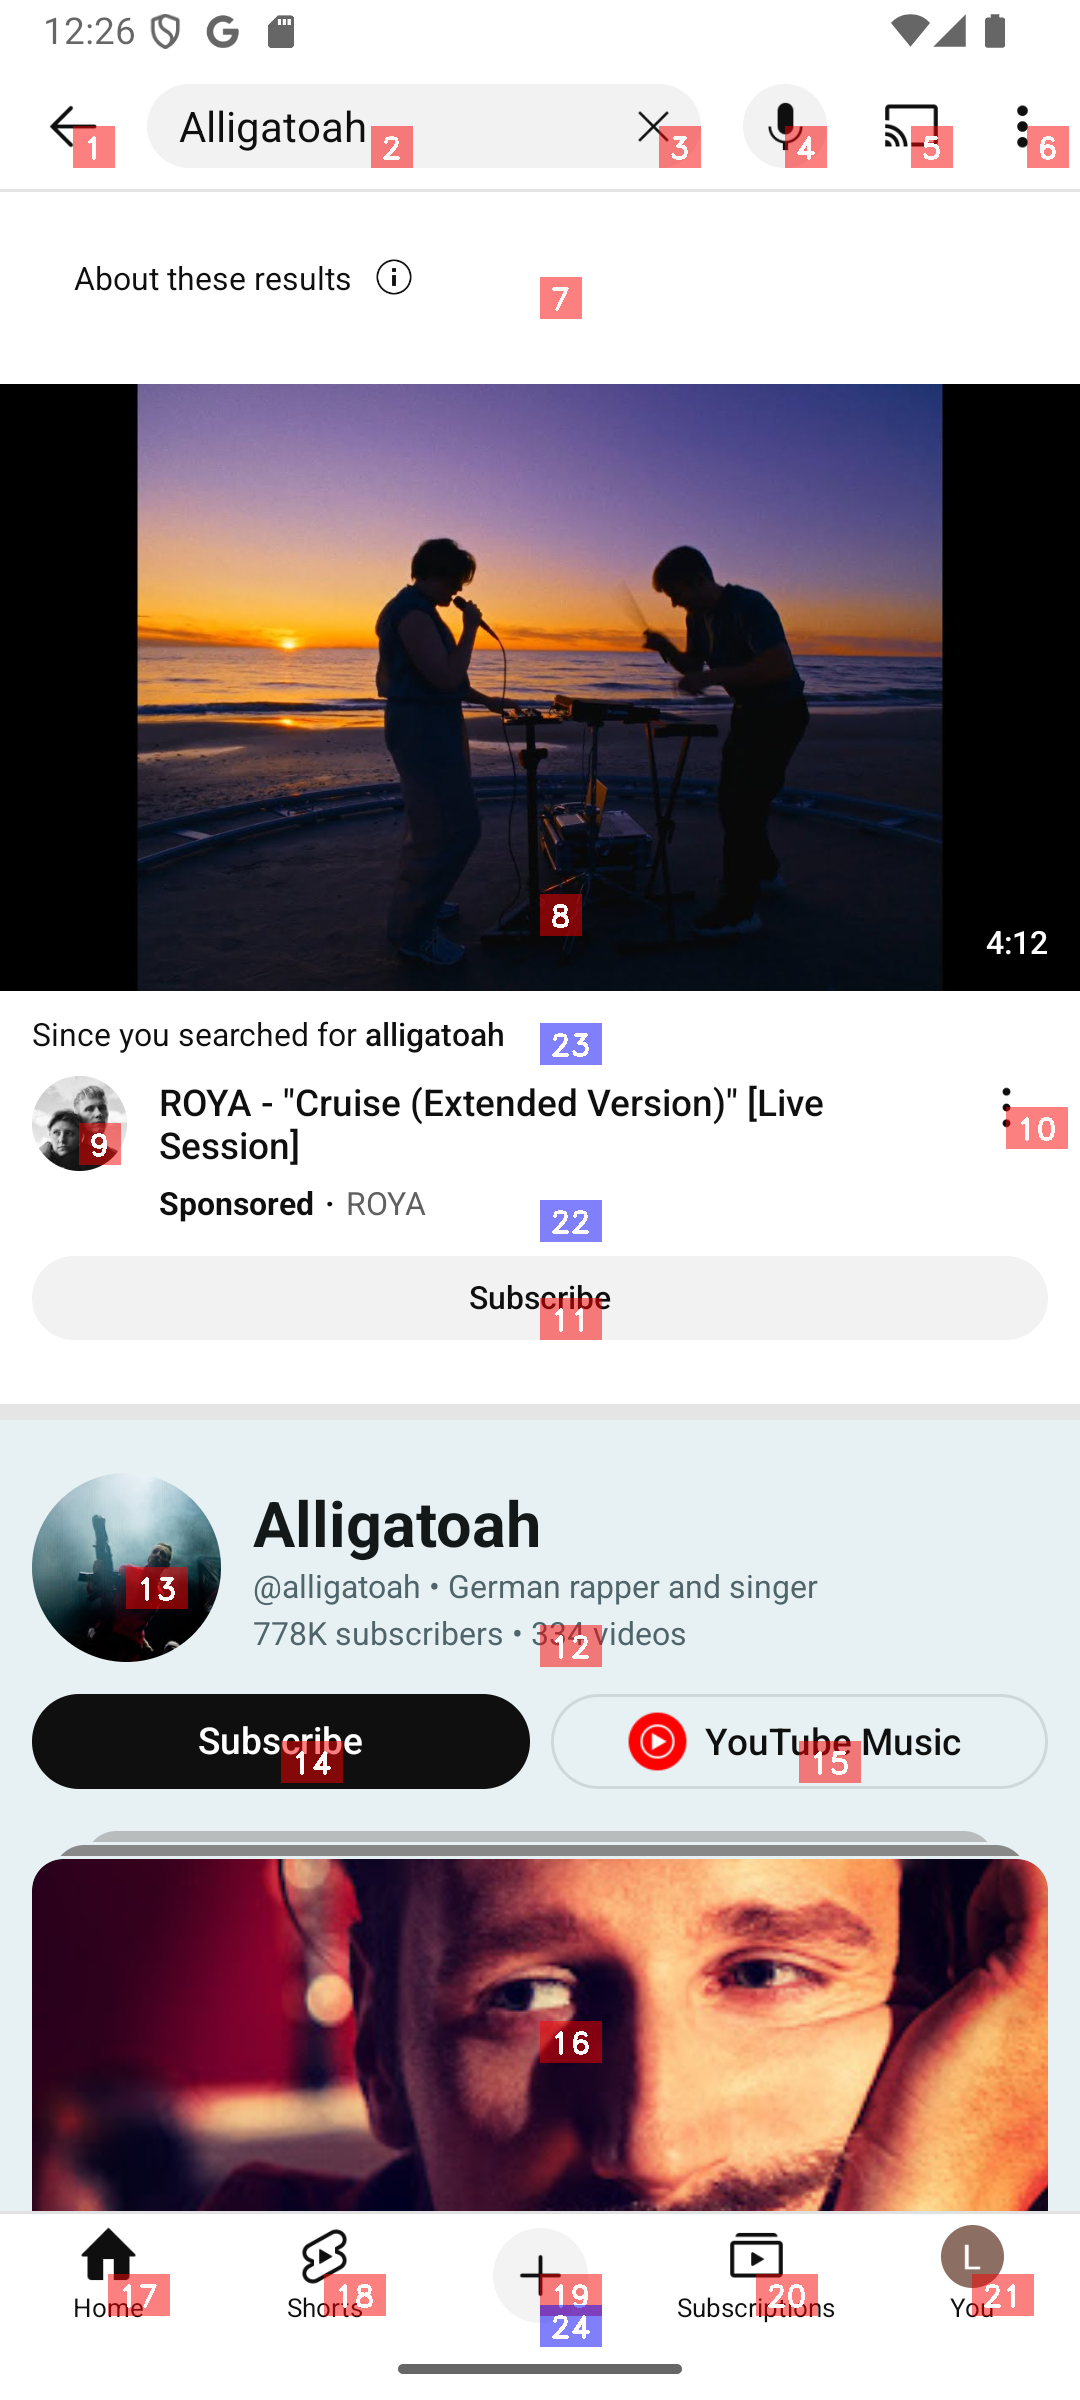 12:26
Alligatoah
1
2
3
4
5
6
About these results
7
8
4:12
Since you searched for alligatoah
23
ROYA - "Cruise (Extended Version)" [Live
Session]
9
10
Sponsored · ROYA
22
Subscribe
11
Alligatoah
@alligatoah • German rapper and singer
778K subscribers • 334 videos
13
12
Subscribe
YouTube Music
14
15
16
Home
Shorts
Subscriptions
You
L
17
18
19
20
21
24